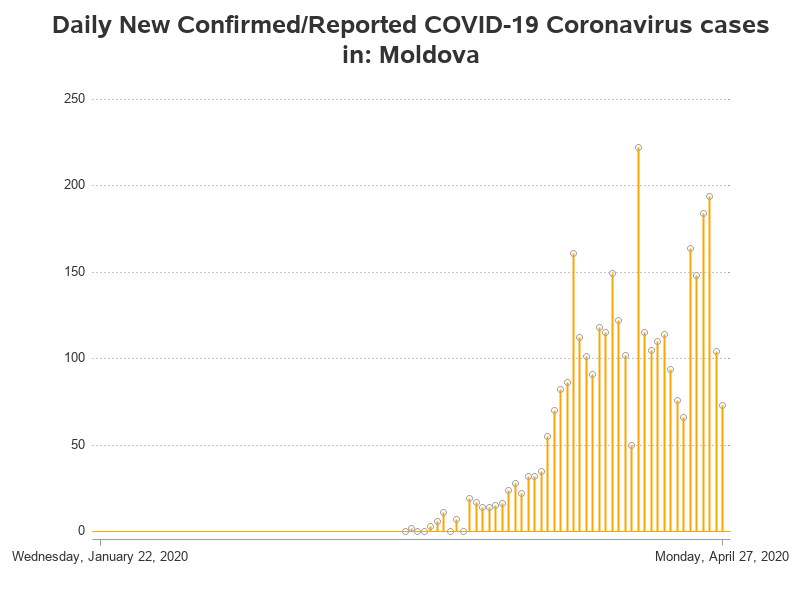 Daily New Confirmed/Reported COVID-19 Coronavirus cases
in: Moldova
250
200
150
100
50
0
Wednesday, January 22, 2020
Monday, April 27, 2020